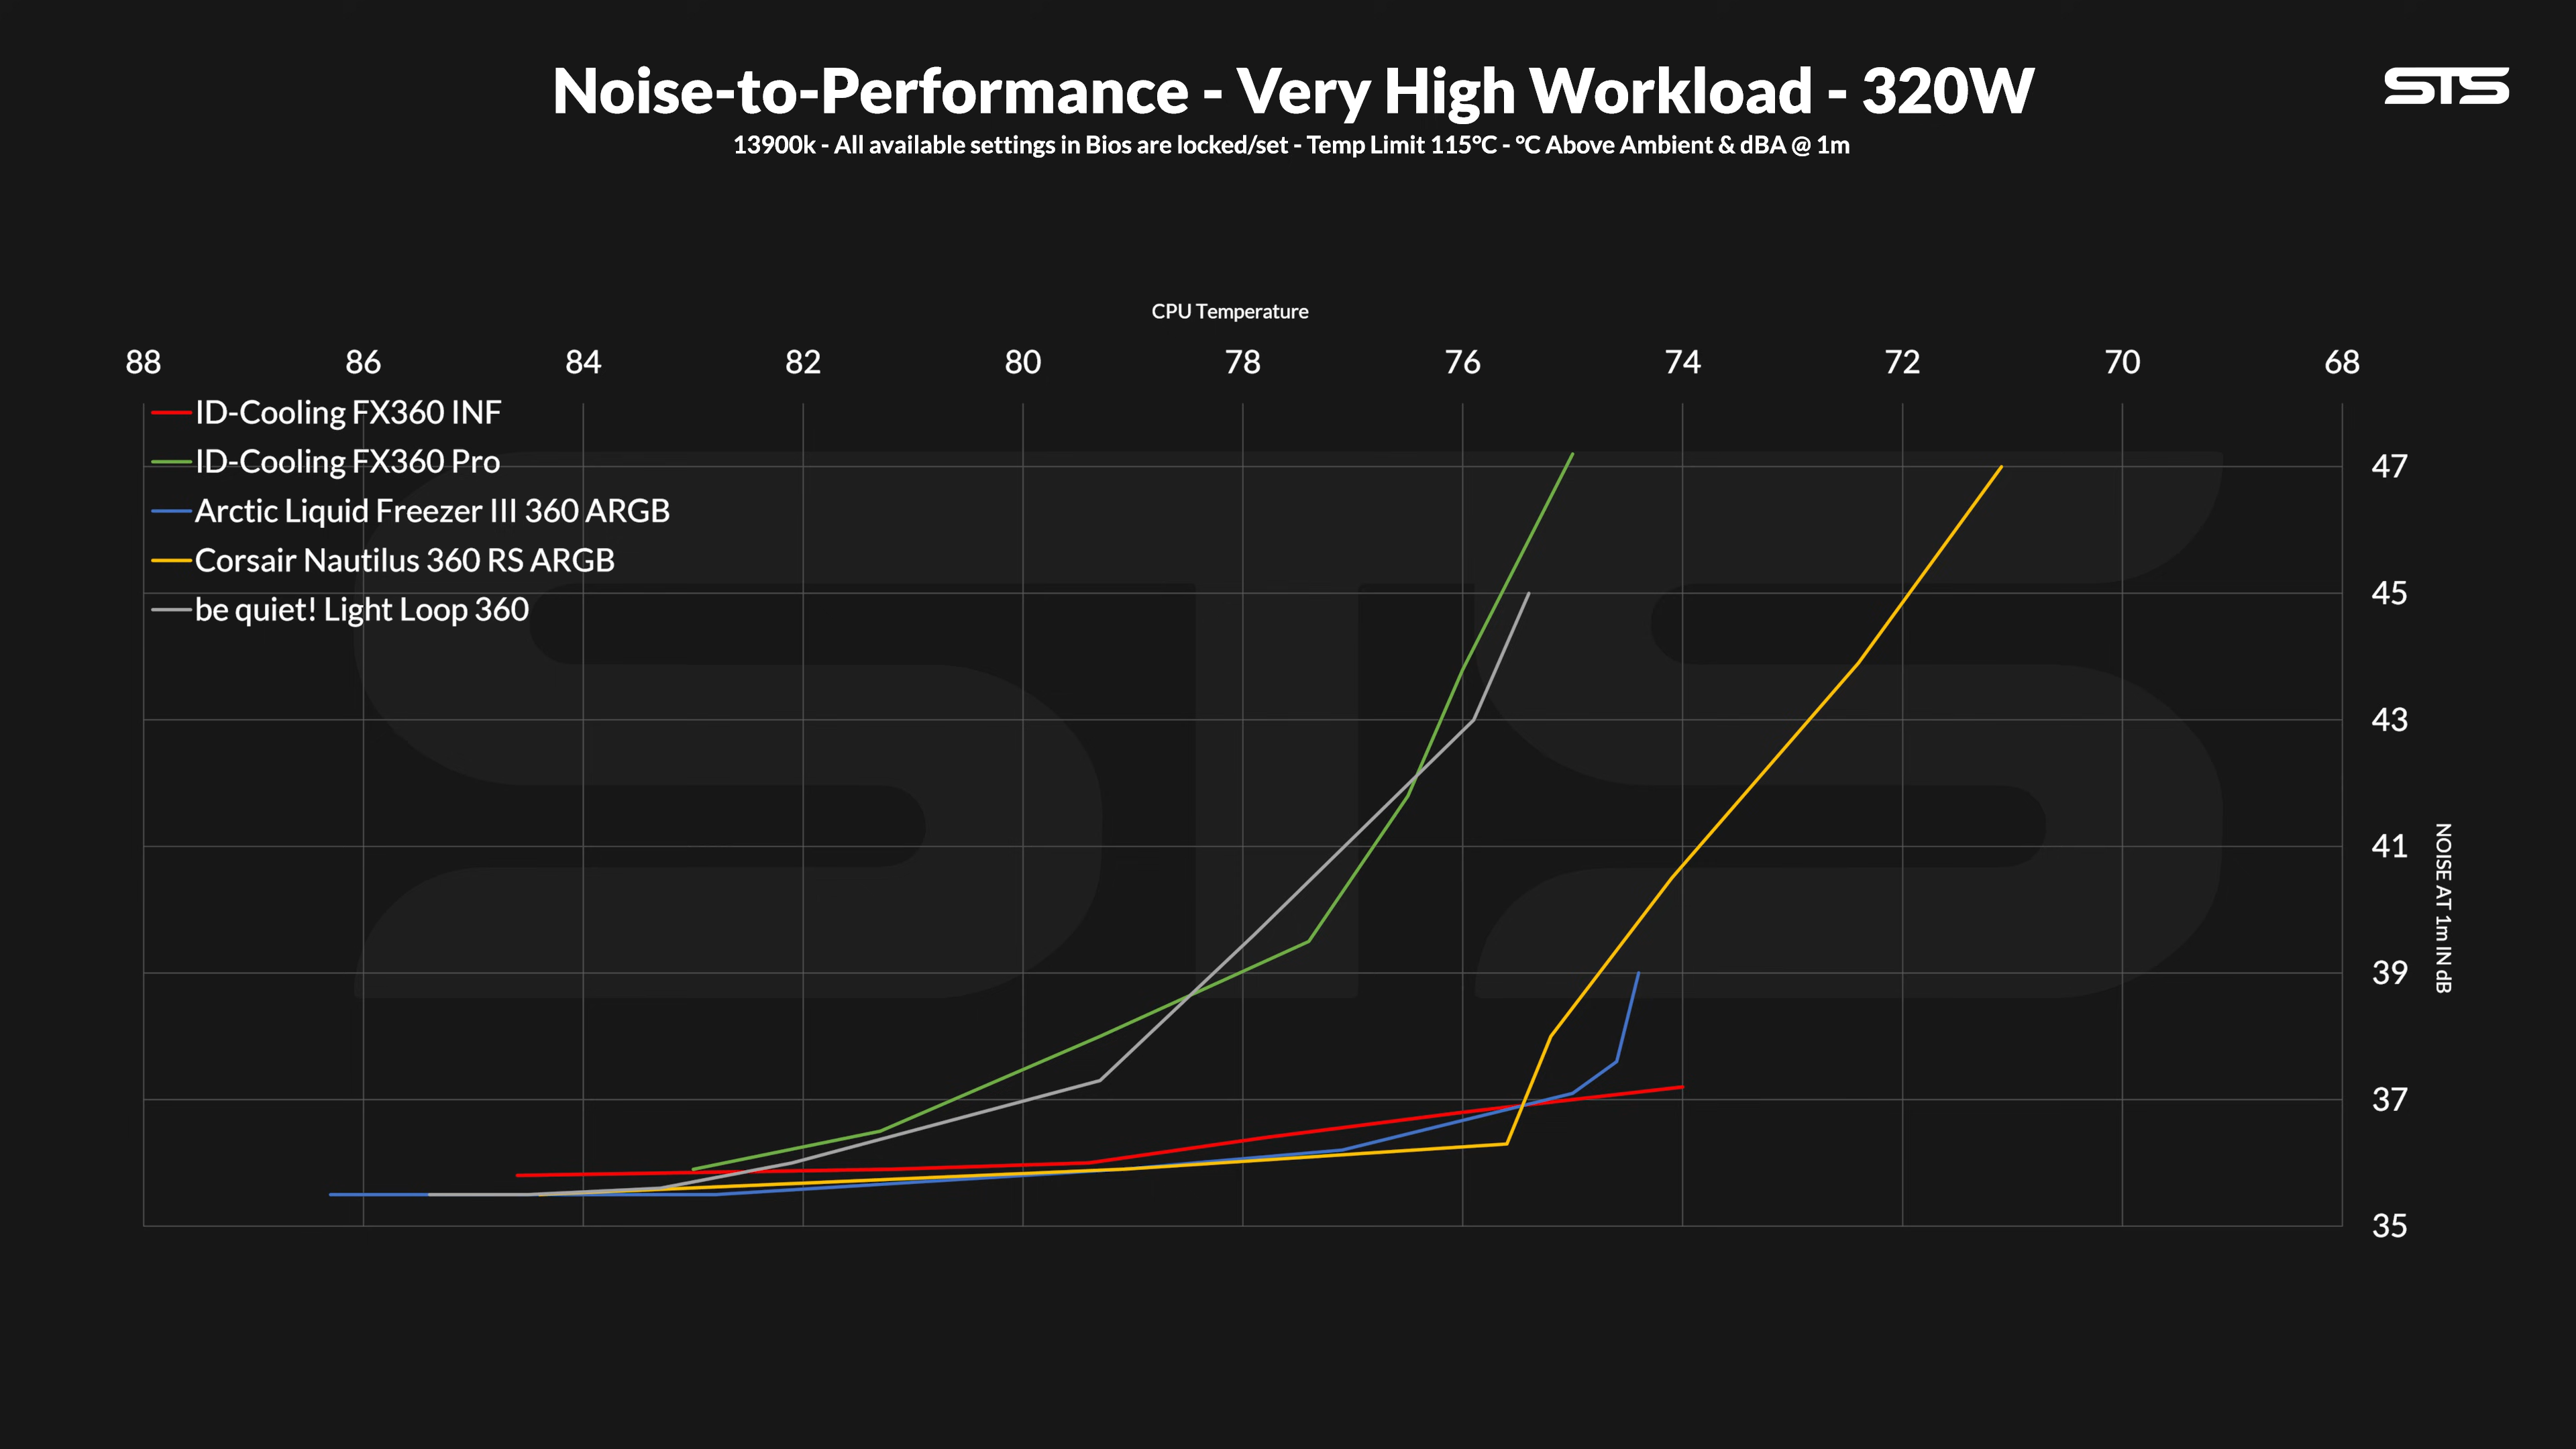 Noise-to-Performance - Very High Workload - 320W
STS
13900k - All available settings in Bios are locked/set - Temp Limit 115°C - °C Above Ambient & dBA @ 1m
CPU Temperature
88 86 84 82 80 78 76 74 72 70 68
ID-Cooling FX360 INF
ID-Cooling FX360 Pro
Arctic Liquid Freezer III 360 ARGB
Corsair Nautilus 360 RS ARGB
be quiet! Light Loop 360
47
45
43
41
39
37
35
NOISE AT 1m IN dB
STS